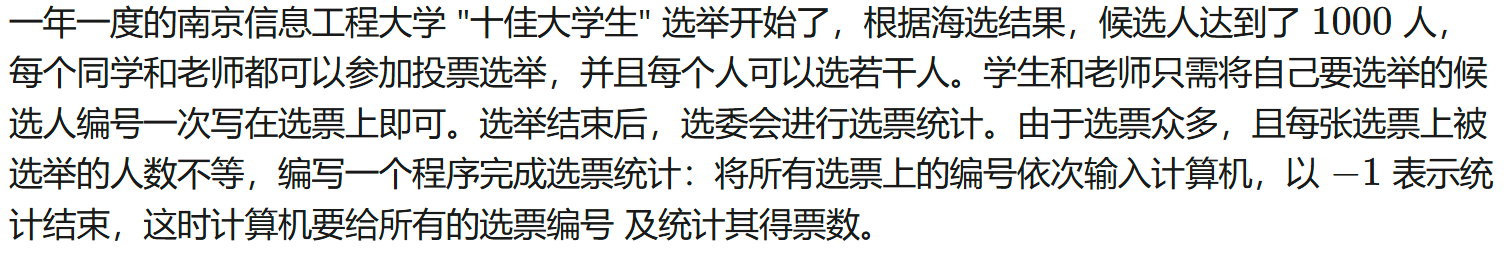 一年一度的南京信息工程大学 "十佳大学生" 选举开始了，根据海选结果，候选人达到了 1000 人，
每个同学和老师都可以参加投票选举，并且每个人可以选若干人。学生和老师只需将自己要选举的候
选人编号一次写在选票上即可。选举结束后，选委会进行选票统计。由于选票众多，且每张选票上被
选举的人数不等，编写一个程序完成选票统计：将所有选票上的编号依次输入计算机，以 −1 表示统
计结束，这时计算机要给所有的选票编号 及统计其得票数。